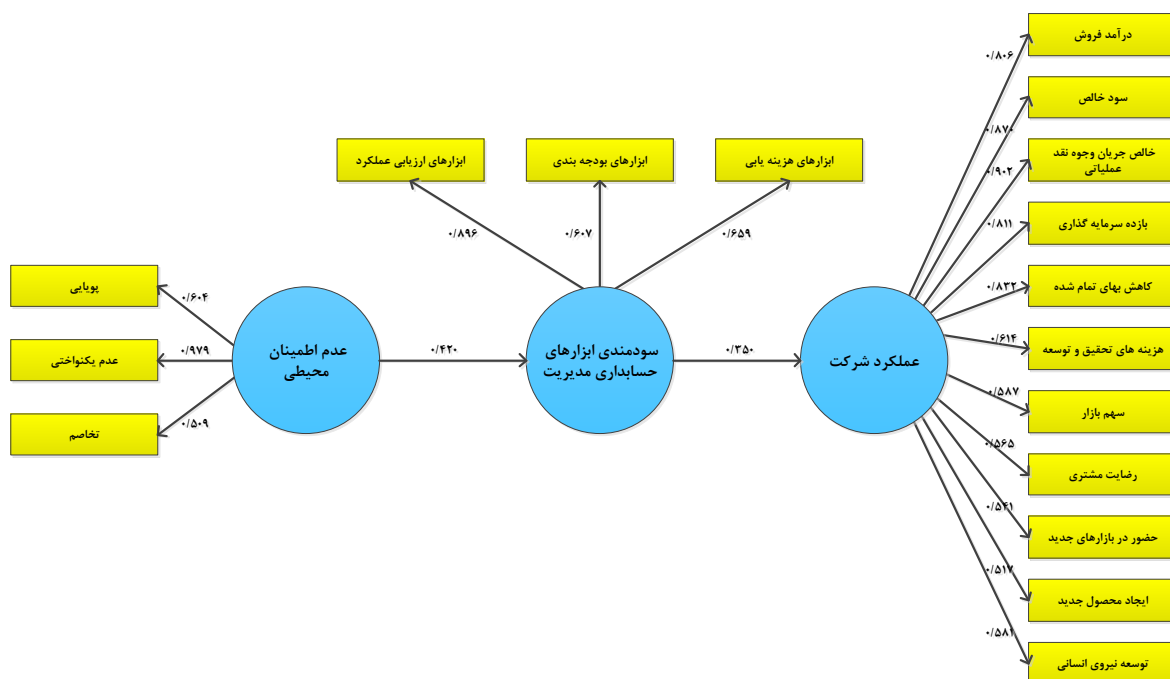 درآمد فروش
۰/۸۰۶
سود خالص
۰/۸۷۰
خالص جریان وجوه نقد
عملیاتی
۰/۹۰۲
ابزارهای هزینه یابی
ابزارهای بودجه بندی
ابزارهای ارزیابی عملکرد
۰/۶۵۹
۰/۶۰۷
۰/۸۹۶
بازده سرمایه گذاری
۰/۸۱۱
کاهش بهای تمام شده
۰/۸۳۲
هزینه های تحقیق و توسعه
۰/۶۱۴
پویایی
۰/۶۰۴
عدم یکنواختی
۰/۹۷۹
تخاصم
۰/۵۰۹
عدم اطمینان
محیطی
۰/۴۲۰
سودمندی ابزارهای
حسابداری مدیریت
۰/۳۵۰
عملکرد شرکت
سهم بازار
۰/۵۸۷
رضایت مشتری
۰/۵۶۵
حضور در بازارهای جدید
۰/۵۴۱
ایجاد محصول جدید
۰/۵۱۷
توسعه نیروی انسانی
۰/۵۸۱